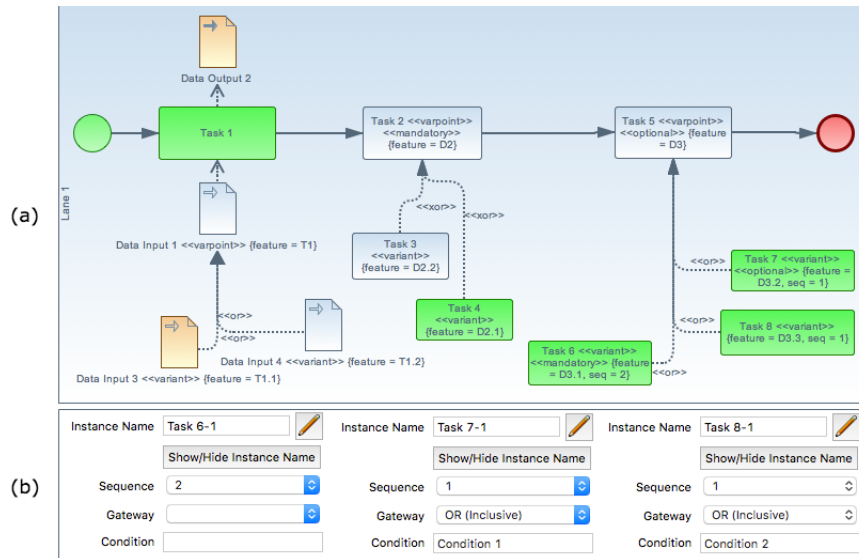 (a)
Lane 1
Data Output 2
Task 1
Task 2 <<varpoint>>
<<mandatory>>
{feature = D2}
Task 5 <<varpoint>>
<<optional>> {feature
= D3}
Data Input 1 <<varpoint>> {feature = T1}
<<xor>>
<<xor>>
Task 3
<<variant>>
{feature = D2.2}
Task 4
<<variant>>
{feature = D2.1}
<<or>>
Task 7 <<variant>>
<<optional>> {feature =
D3.2, seq = 1}
<<or>>
Task 8 <<variant>>
{feature = D3.3, seq = 1}
Task 6 <<variant>>
<<mandatory>> {feature
= D3.1, seq = 2}
<<or>>
<<or>>
<<or>>
Data Input 4 <<variant>> {feature = T1.2}
Data Input 3 <<variant>> {feature = T1.1}
(b)
Instance Name Task 6-1
Show/Hide Instance Name
Sequence 2
Gateway
Condition
Instance Name Task 7-1
Show/Hide Instance Name
Sequence 1
Gateway OR (Inclusive)
Condition Condition 1
Instance Name Task 8-1
Show/Hide Instance Name
Sequence 1
Gateway OR (Inclusive)
Condition Condition 2